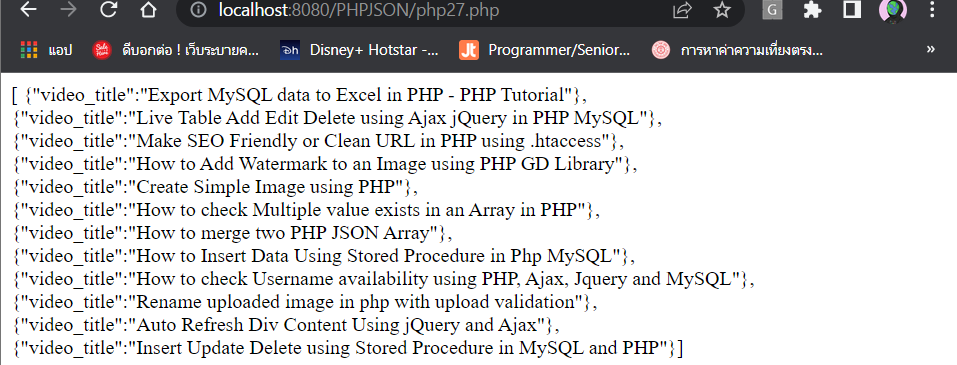 localhost:8080/PHPJSON/php27.php
G
แอป ดีบอกต่อ ! เว็บระบายค... Disney+ Hotstar -... Jt Programmer/Senior... การหาค่าความเที่ยงตรง... »
[ {"video_title":"Export MySQL data to Excel in PHP - PHP Tutorial"},
{"video_title":"Live Table Add Edit Delete using Ajax jQuery in PHP MySQL"},
{"video_title":"Make SEO Friendly or Clean URL in PHP using .htaccess"},
{"video_title":"How to Add Watermark to an Image using PHP GD Library"},
{"video_title":"Create Simple Image using PHP"},
{"video_title":"How to check Multiple value exists in an Array in PHP"},
{"video_title":"How to merge two PHP JSON Array"},
{"video_title":"How to Insert Data Using Stored Procedure in Php MySQL"},
{"video_title":"How to check Username availability using PHP, Ajax, Jquery and MySQL"},
{"video_title":"Rename uploaded image in php with upload validation"},
{"video_title":"Auto Refresh Div Content Using jQuery and Ajax"},
{"video_title":"Insert Update Delete using Stored Procedure in MySQL and PHP"}]